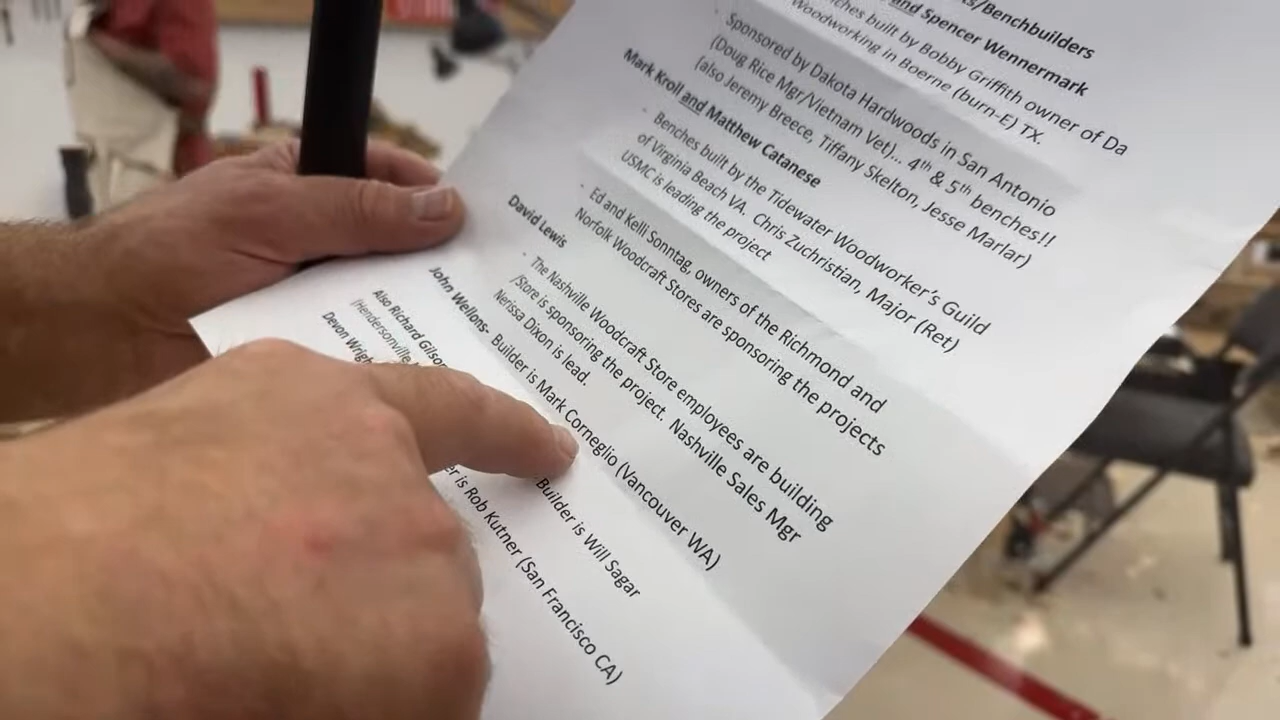 ts/Benchbuilders
and Spencer Wennermark
nches built by Bobby Griffith owner of Da
Woodworking in Boerne (burn-E) TX.
- Sponsored by Dakota Hardwoods in San Antonio
(Doug Rice Mgr/Vietnam Vet)... 4th & 5th benches!!
(also Jeremy Breece, Tiffany Skelton, Jesse Marlar)
Mark Kroll and Matthew Catanese
- Benches built by the Tidewater Woodworker's Guild
of Virginia Beach VA. Chris Zuchristian, Major (Ret)
USMC is leading the project
- Ed and Kelli Sonntag, owners of the Richmond and
Norfolk Woodcraft Stores are sponsoring the projects
David Lewis
- The Nashville Woodcraft Store employees are building
/Store is sponsoring the project. Nashville Sales Mgr
Nerissa Dixon is lead.
John Wellons- Builder is Mark Corneglio (Vancouver WA)
Also Richard Gilson
(Hendersonville
Builder is Will Sagar
Devon Wrigh
er is Rob Kutner (San Francisco CA)